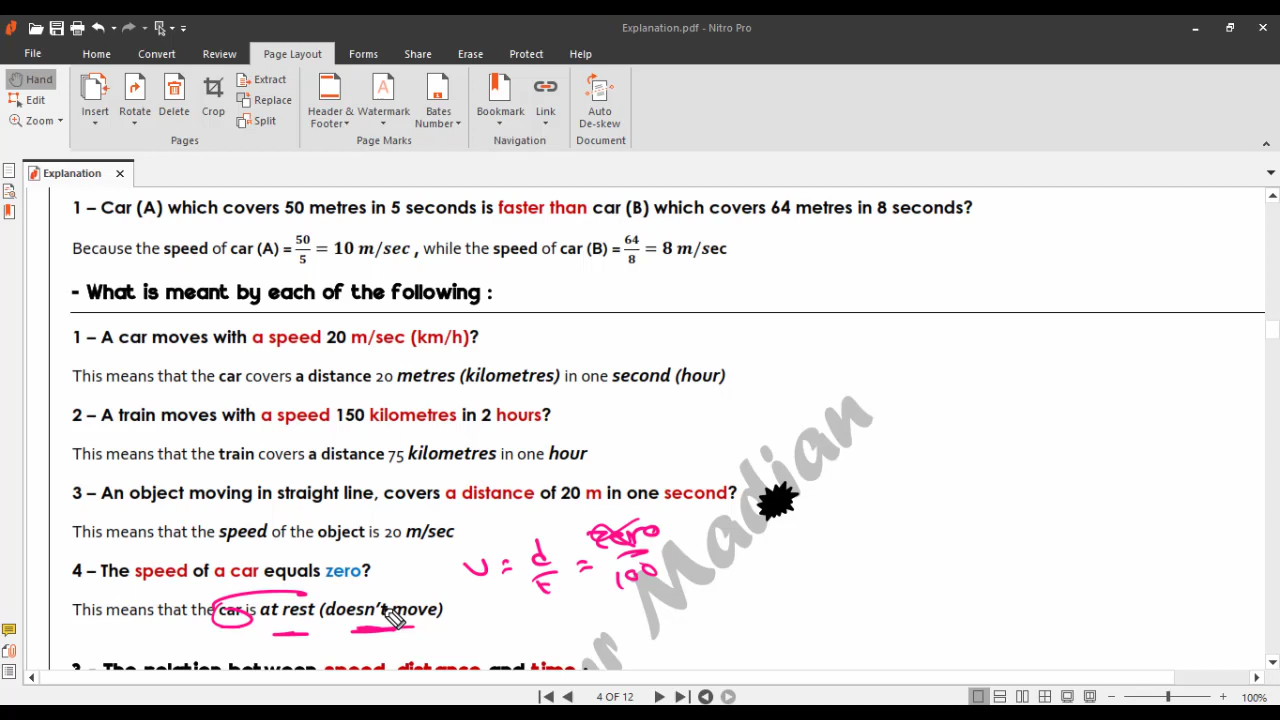 Explanation.pdf - Nitro Pro
File Home Convert Review Page Layout Forms Share Erase Protect Help
Hand
Edit
Zoom
Insert Rotate Delete Crop
Extract
Replace
Split
Pages
Header & Footer
Watermark
Bates Number
Page Marks
Bookmark Link
Navigation
Auto De-skew
Document
Explanation
1 – Car (A) which covers 50 metres in 5 seconds is faster than car (B) which covers 64 metres in 8 seconds?
Because the speed of car (A) = 50/5 = 10 m/sec , while the speed of car (B) = 64/8 = 8 m/sec
- What is meant by each of the following :
1 – A car moves with a speed 20 m/sec (km/h)?
This means that the car covers a distance 20 metres (kilometres) in one second (hour)
2 – A train moves with a speed 150 kilometres in 2 hours?
This means that the train covers a distance 75 kilometres in one hour
3 – An object moving in straight line, covers a distance of 20 m in one second?
This means that the speed of the object is 20 m/sec
v = d/t = zero/100
4 – The speed of a car equals zero?
This means that the car is at rest (doesn't move)
3 – The relation between speed, distance and time :
Madian
4 OF 12
100%